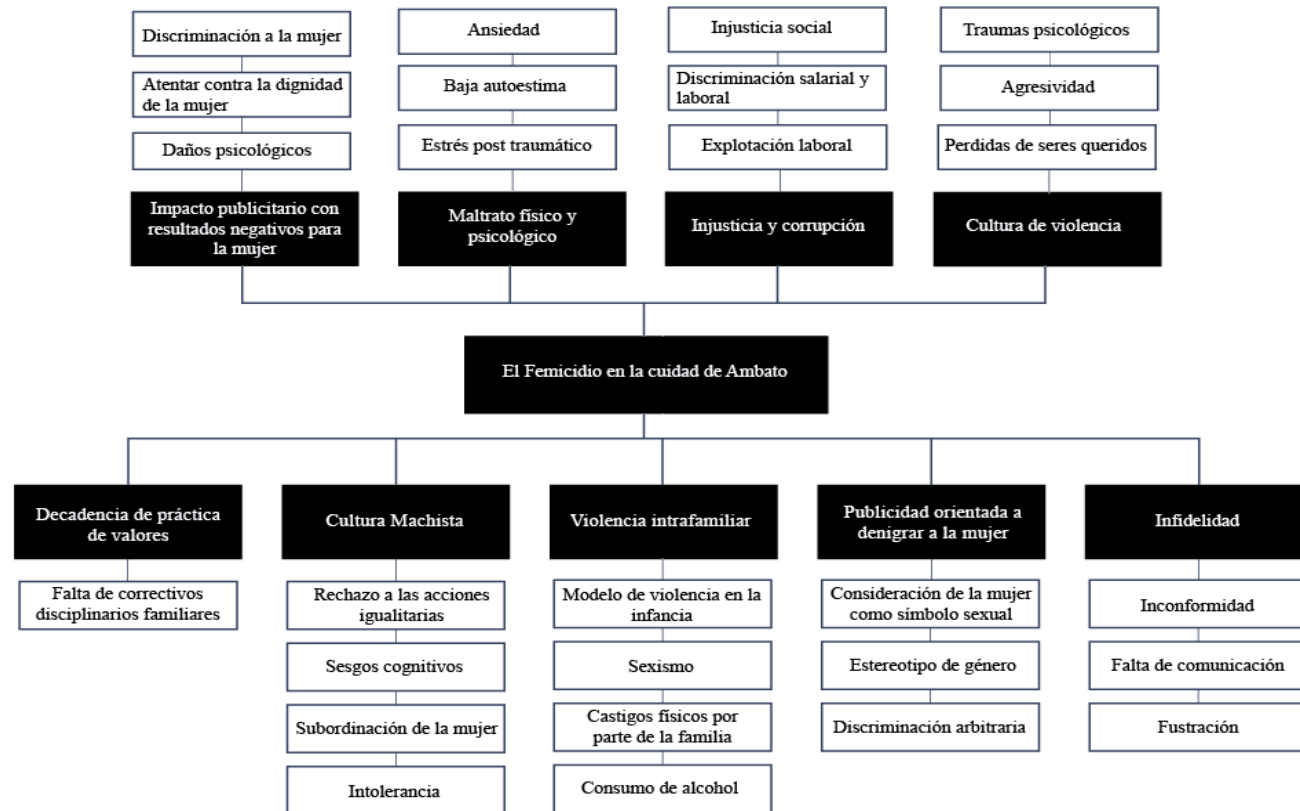 Discriminación a la mujer
Atentar contra la dignidad
de la mujer
Daños psicológicos
Impacto publicitario con
resultados negativos para
la mujer
Ansiedad
Baja autoestima
Estrés post traumático
Maltrato físico y
psicológico
Injusticia social
Discriminación salarial y
laboral
Explotación laboral
Injusticia y corrupción
Traumas psicológicos
Agresividad
Perdidas de seres queridos
Cultura de violencia
El Femicidio en la cuidad de Ambato
Decadencia de práctica
de valores
Falta de correctivos
disciplinarios familiares
Cultura Machista
Rechazo a las acciones
igualitarias
Sesgos cognitivos
Subordinación de la mujer
Intolerancia
Violencia intrafamiliar
Modelo de violencia en la
infancia
Sexismo
Castigos físicos por
parte de la familia
Consumo de alcohol
Publicidad orientada a
denigrar a la mujer
Consideración de la mujer
como símbolo sexual
Estereotipo de género
Discriminación arbitraria
Infidelidad
Inconformidad
Falta de comunicación
Fustración